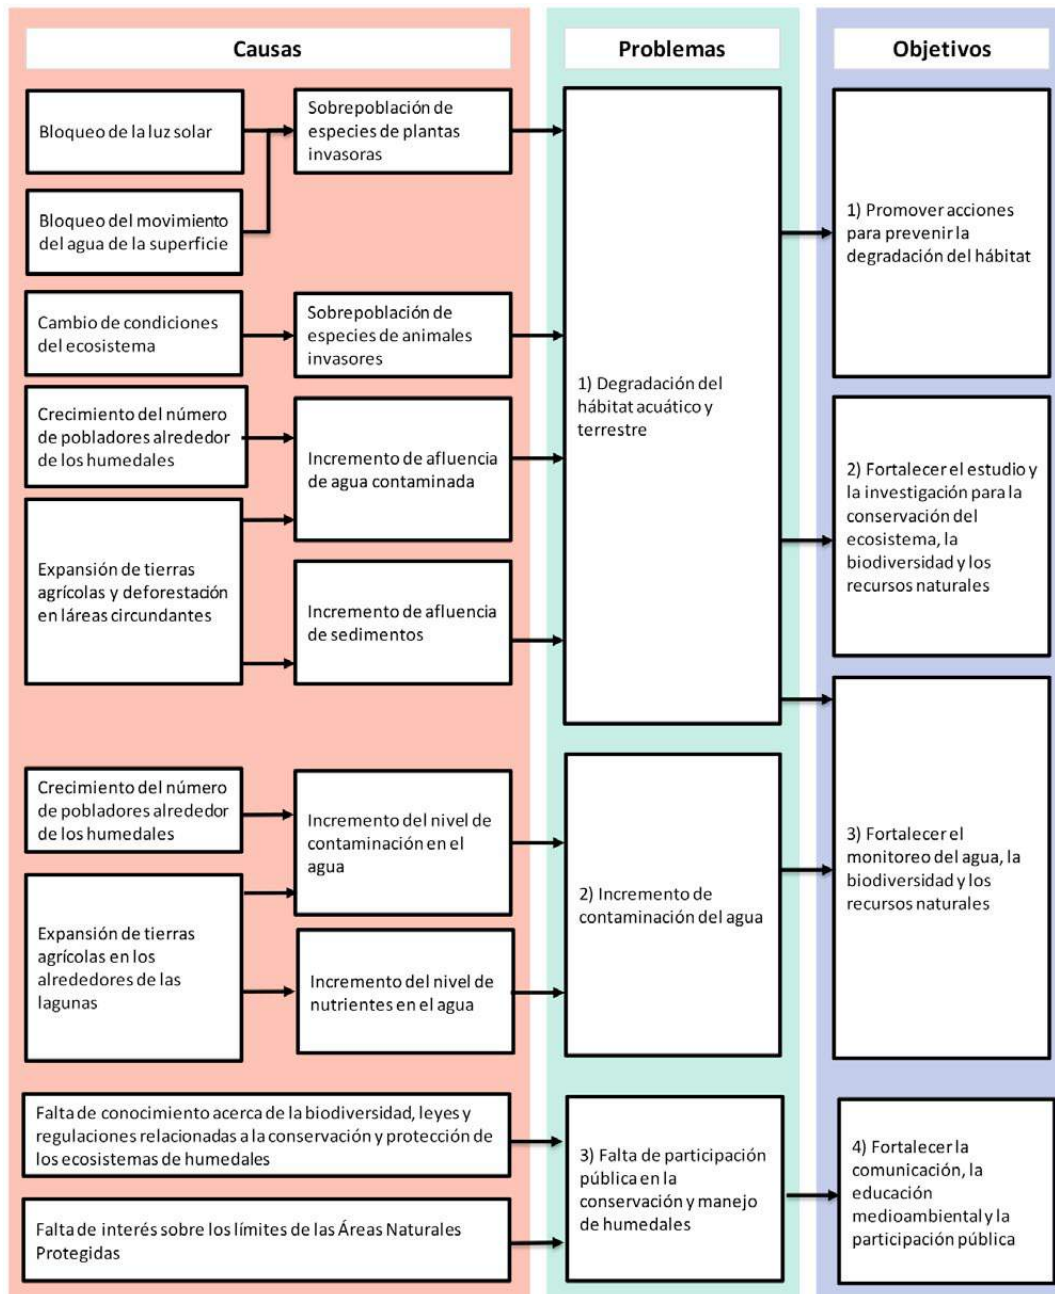 Causas
Problemas
Objetivos
Bloqueo de la luz solar
Sobrepoblación de
especies de plantas
invasoras
Bloqueo del movimiento
del agua de la superficie
Cambio de condiciones
del ecosistema
Sobrepoblación de
especies de animales
invasores
Crecimiento del número
de pobladores alrededor
de los humedales
Incremento de afluencia
de agua contaminada
Expansión de tierras
agrícolas y deforestación
en láreas circundantes
Incremento de afluencia
de sedimentos
Crecimiento del número
de pobladores alrededor
de los humedales
Incremento del nivel de
contaminación en el
agua
Expansión de tierras
agrícolas en los
alrededores de las
lagunas
Incremento del nivel de
nutrientes en el agua
Falta de conocimiento acerca de la biodiversidad, leyes y
regulaciones relacionadas a la conservación y protección de
los ecosistemas de humedales
Falta de interés sobre los límites de las Áreas Naturales
Protegidas
1) Degradación del
hábitat acuático y
terrestre
2) Incremento de
contaminación del agua
3) Falta de participación
pública en la
conservación y manejo
de humedales
1) Promover acciones
para prevenir la
degradación del hábitat
2) Fortalecer el estudio y
la investigación para la
conservación del
ecosistema, la
biodiversidad y los
recursos naturales
3) Fortalecer el
monitoreo del agua, la
biodiversidad y los
recursos naturales
4) Fortalecer la
comunicación, la
educación
medioambiental y la
participación pública